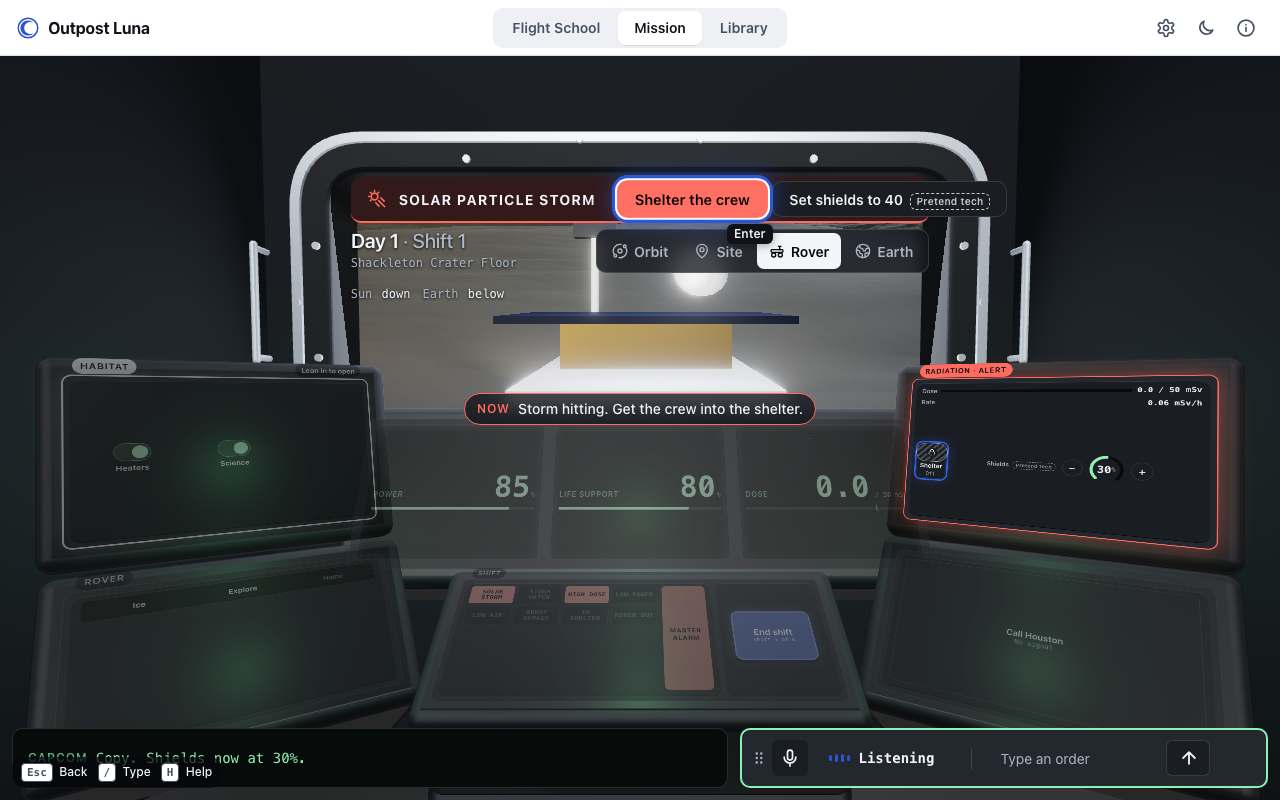 Outpost Luna
Flight School
Mission
Library
SOLAR PARTICLE STORM
Shelter the crew
Set shields to 40 Pretend tech
Enter
Day 1 · Shift 1
Shackleton Crater Floor
Sun down Earth below
Orbit
Site
Rover
Earth
NOW Storm hitting. Get the crew into the shelter.
HABITAT
Lean in to open
Heaters
Science
RADIATION · ALERT
Dose 0.0 / 50 mSv
Rate 0.06 mSv/h
Shelter
Shields Pretend tech − 30% +
POWER 85%
LIFE SUPPORT 80%
DOSE 0.0
ROVER
Ice
Explore
Home
SHIFT
SOLAR STORM
HIGH DOSE
LOW POWER
LOW AIR
MASTER ALARM
End shift
Call Houston
No signal
CAPCOM Copy. Shields now at 30%.
Esc Back / Type H Help
Listening
Type an order